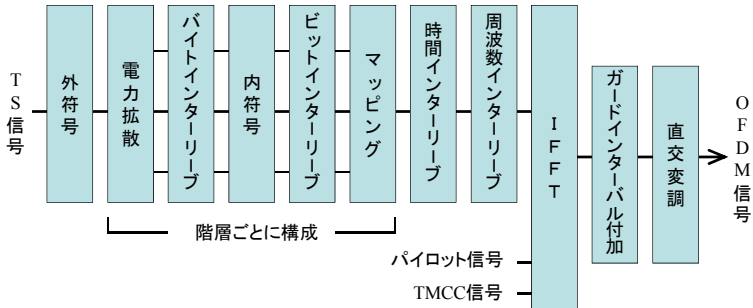 TS信号
外符号
電力拡散
バイトインターリーブ
内符号
ビットインターリーブ
マッピング
時間インターリーブ
周波数インターリーブ
IFFT
ガードインターバル付加
直交変調
OFDM信号
階層ごとに構成
パイロット信号
TMCC信号